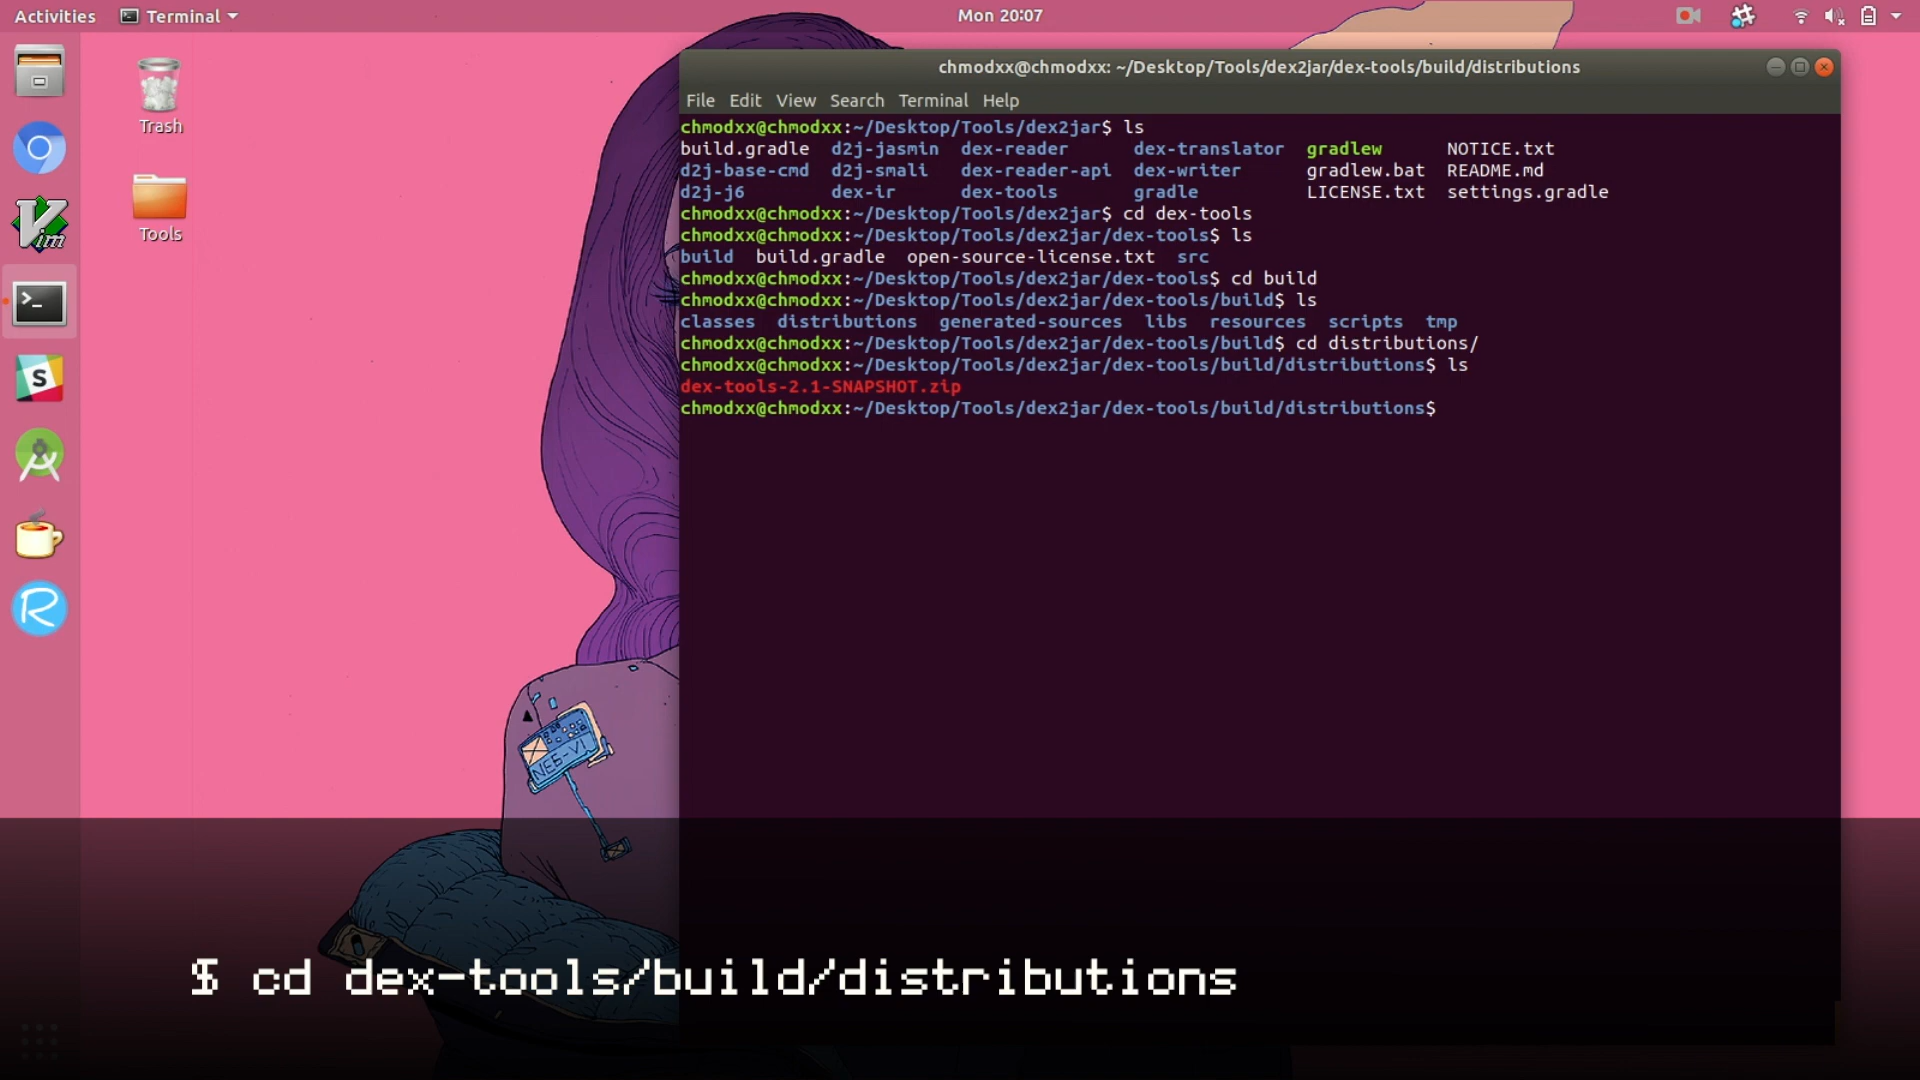 Activities Terminal Mon 20:07
Trash
Tools
chmodxx@chmodxx: ~/Desktop/Tools/dex2jar/dex-tools/build/distributions
File Edit View Search Terminal Help
chmodxx@chmodxx:~/Desktop/Tools/dex2jar$ ls
build.gradle d2j-jasmin dex-reader dex-translator gradlew NOTICE.txt
d2j-base-cmd d2j-smali dex-reader-api dex-writer gradlew.bat README.md
d2j-j6 dex-ir dex-tools gradle LICENSE.txt settings.gradle
chmodxx@chmodxx:~/Desktop/Tools/dex2jar$ cd dex-tools
chmodxx@chmodxx:~/Desktop/Tools/dex2jar/dex-tools$ ls
build build.gradle open-source-license.txt src
chmodxx@chmodxx:~/Desktop/Tools/dex2jar/dex-tools$ cd build
chmodxx@chmodxx:~/Desktop/Tools/dex2jar/dex-tools/build$ ls
classes distributions generated-sources libs resources scripts tmp
chmodxx@chmodxx:~/Desktop/Tools/dex2jar/dex-tools/build$ cd distributions/
chmodxx@chmodxx:~/Desktop/Tools/dex2jar/dex-tools/build/distributions$ ls
dex-tools-2.1-SNAPSHOT.zip
chmodxx@chmodxx:~/Desktop/Tools/dex2jar/dex-tools/build/distributions$
Vim
>_
S
R
$ cd dex-tools/build/distributions